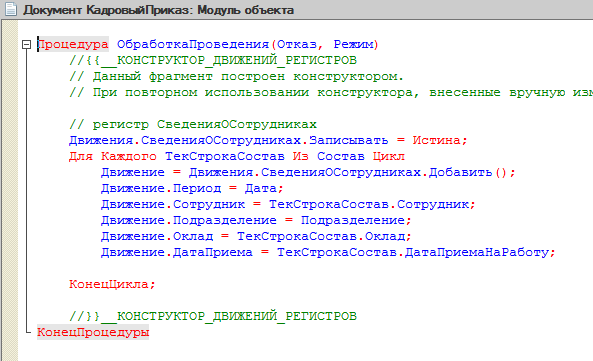 Документ КадровыйПриказ: Модуль объекта
Процедура ОбработкаПроведения(Отказ, Режим)
//{{__КОНСТРУКТОР_ДВИЖЕНИЙ_РЕГИСТРОВ
// Данный фрагмент построен конструктором.
// При повторном использовании конструктора, внесенные вручную
// регистр СведенияОСотрудниках
Движения.СведенияОСотрудниках.Записывать = Истина;
Для Каждого ТекСтрокаСостав Из Состав Цикл
Движение = Движения.СведенияОСотрудниках.Добавить();
Движение.Период = Дата;
Движение.Сотрудник = ТекСтрокаСостав.Сотрудник;
Движение.Подразделение = Подразделение;
Движение.Оклад = ТекСтрокаСостав.Оклад;
Движение.ДатаПриема = ТекСтрокаСостав.ДатаПриемаНаРаботу;
КонецЦикла;
//}}__КОНСТРУКТОР_ДВИЖЕНИЙ_РЕГИСТРОВ
КонецПроцедуры